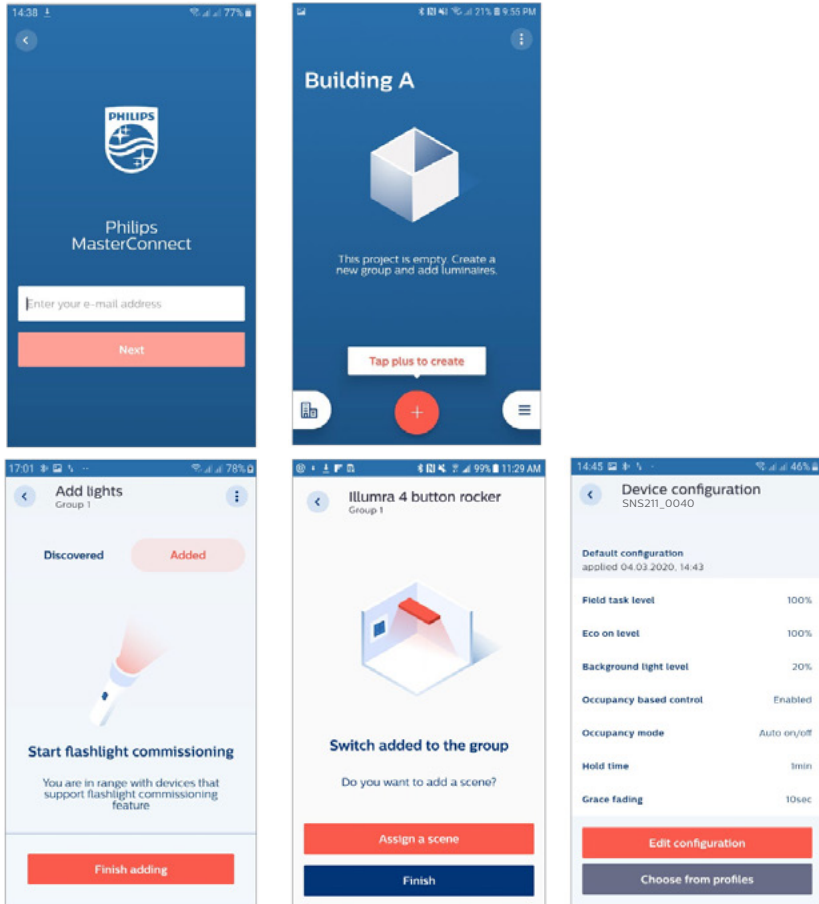 14:38
77%
PHILIPS
Philips
MasterConnect
Enter your e-mail address
Next
21% 9:55 PM
Building A
This project is empty. Create a
new group and add luminaires.
Tap plus to create
+
17:01
78%
Add lights
Group 1
Discovered
Added
Start flashlight commissioning
You are in range with devices that
support flashlight commissioning
feature
Finish adding
99% 11:29 AM
Illumra 4 button rocker
Group 1
Switch added to the group
Do you want to add a scene?
Assign a scene
Finish
14:45
46%
Device configuration
SNS211_0040
Default configuration
applied 04.03.2020, 14:43
Field task level 100%
Eco on level 100%
Background light level 20%
Occupancy based control Enabled
Occupancy mode Auto on/off
Hold time 1min
Grace fading 10sec
Edit configuration
Choose from profiles